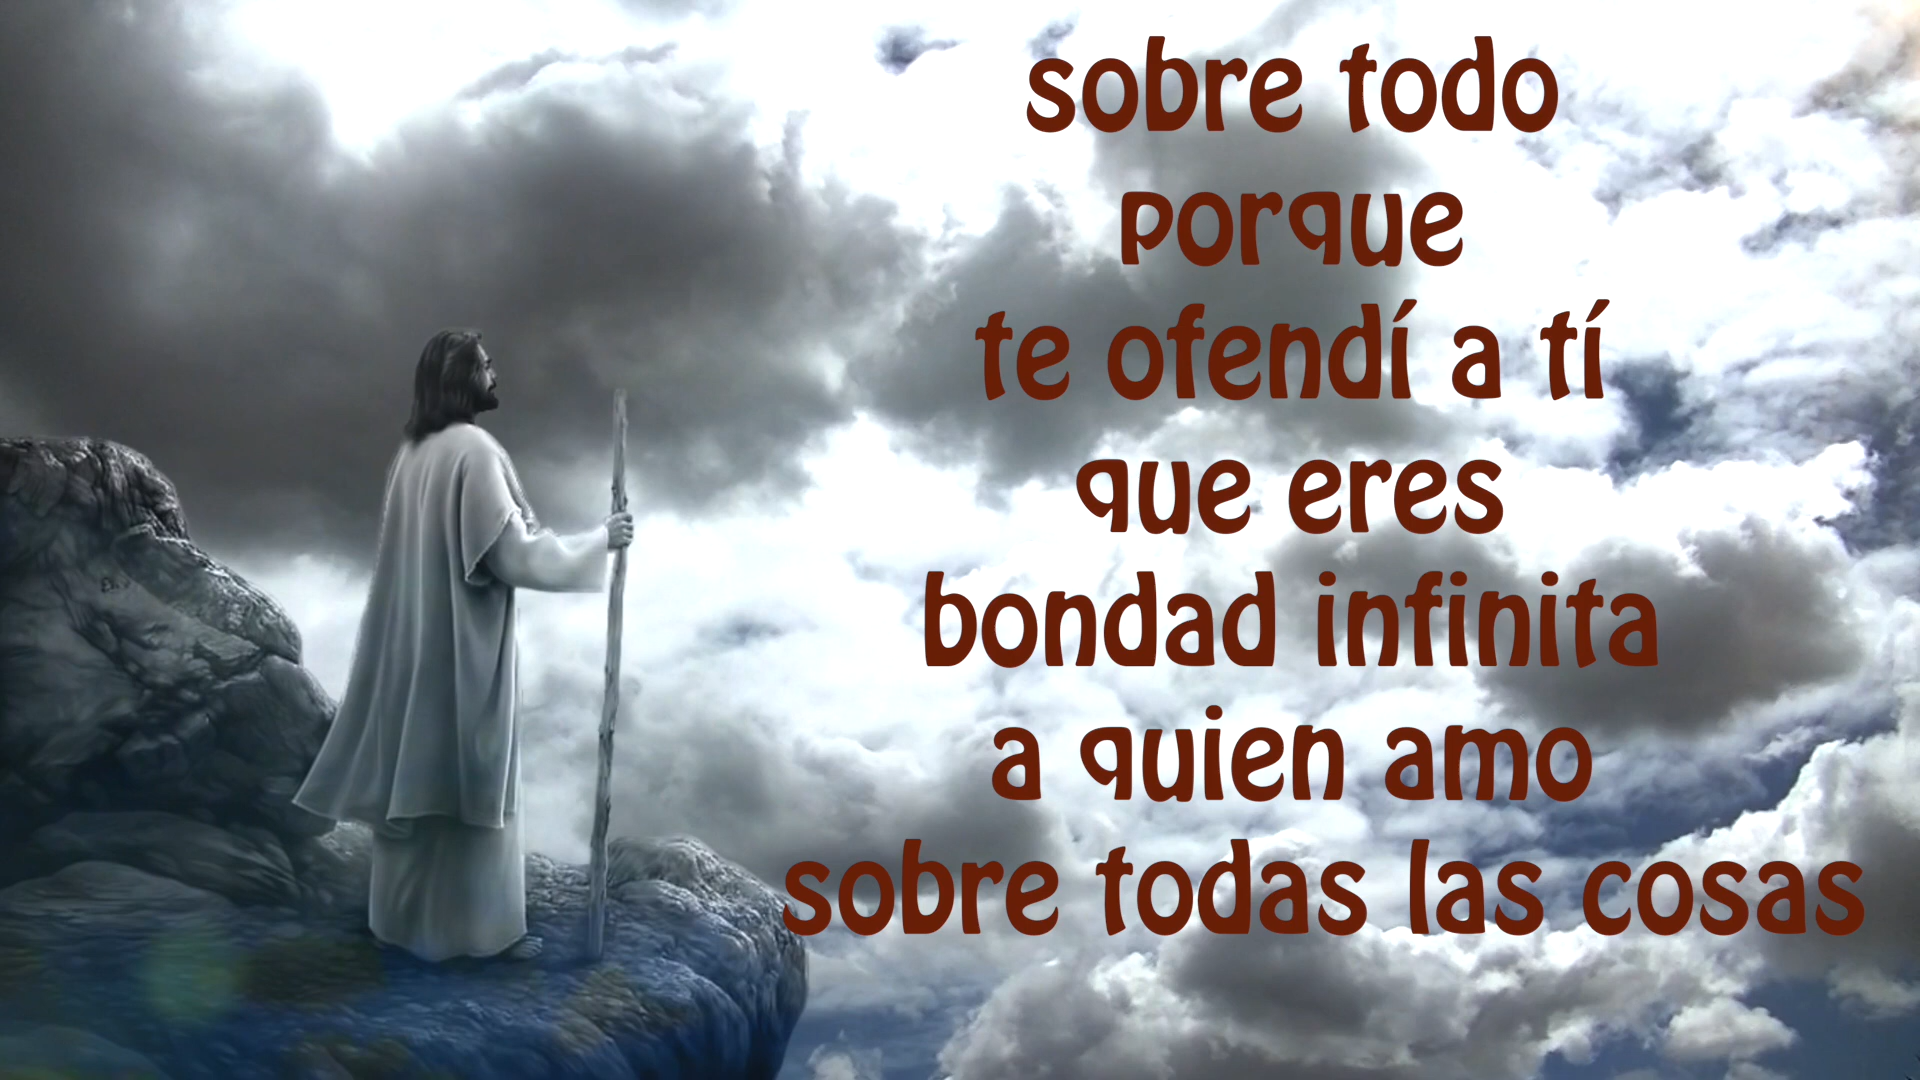 sobre todo
porque
te ofendí a tí
que eres
bondad infinita
a quien amo
sobre todas las cosas